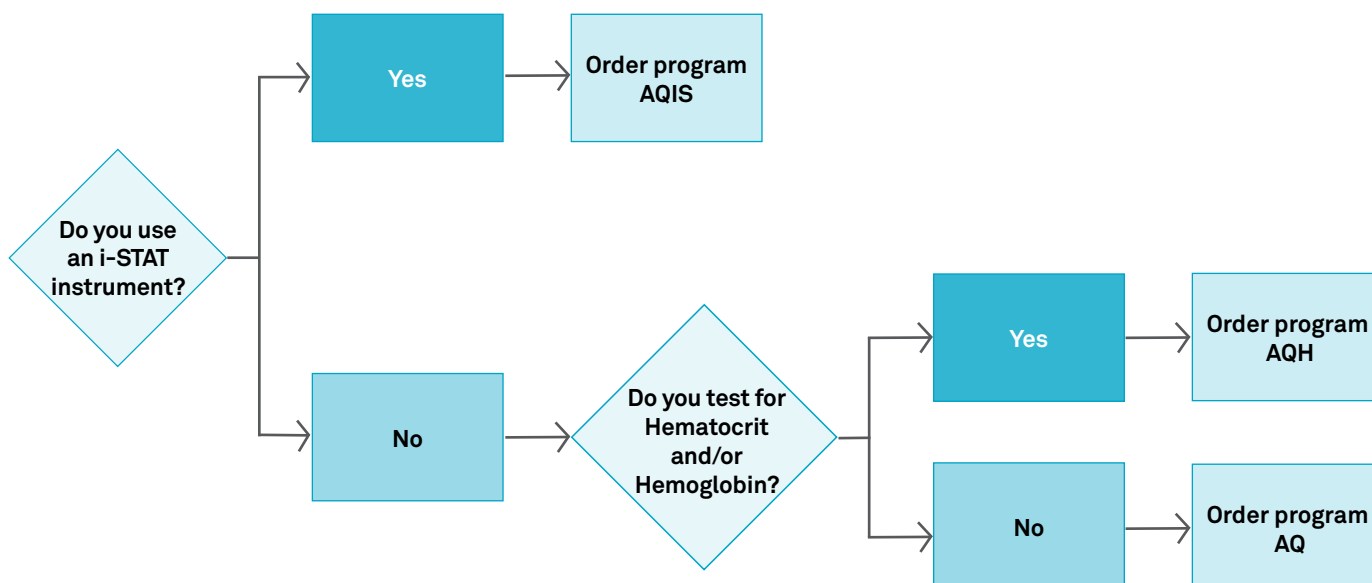 Yes
Order program
AQIS
Do you use
an i-STAT
instrument?
No
Do you test for
Hematocrit
and/or
Hemoglobin?
Yes
Order program
AQH
No
Order program
AQ